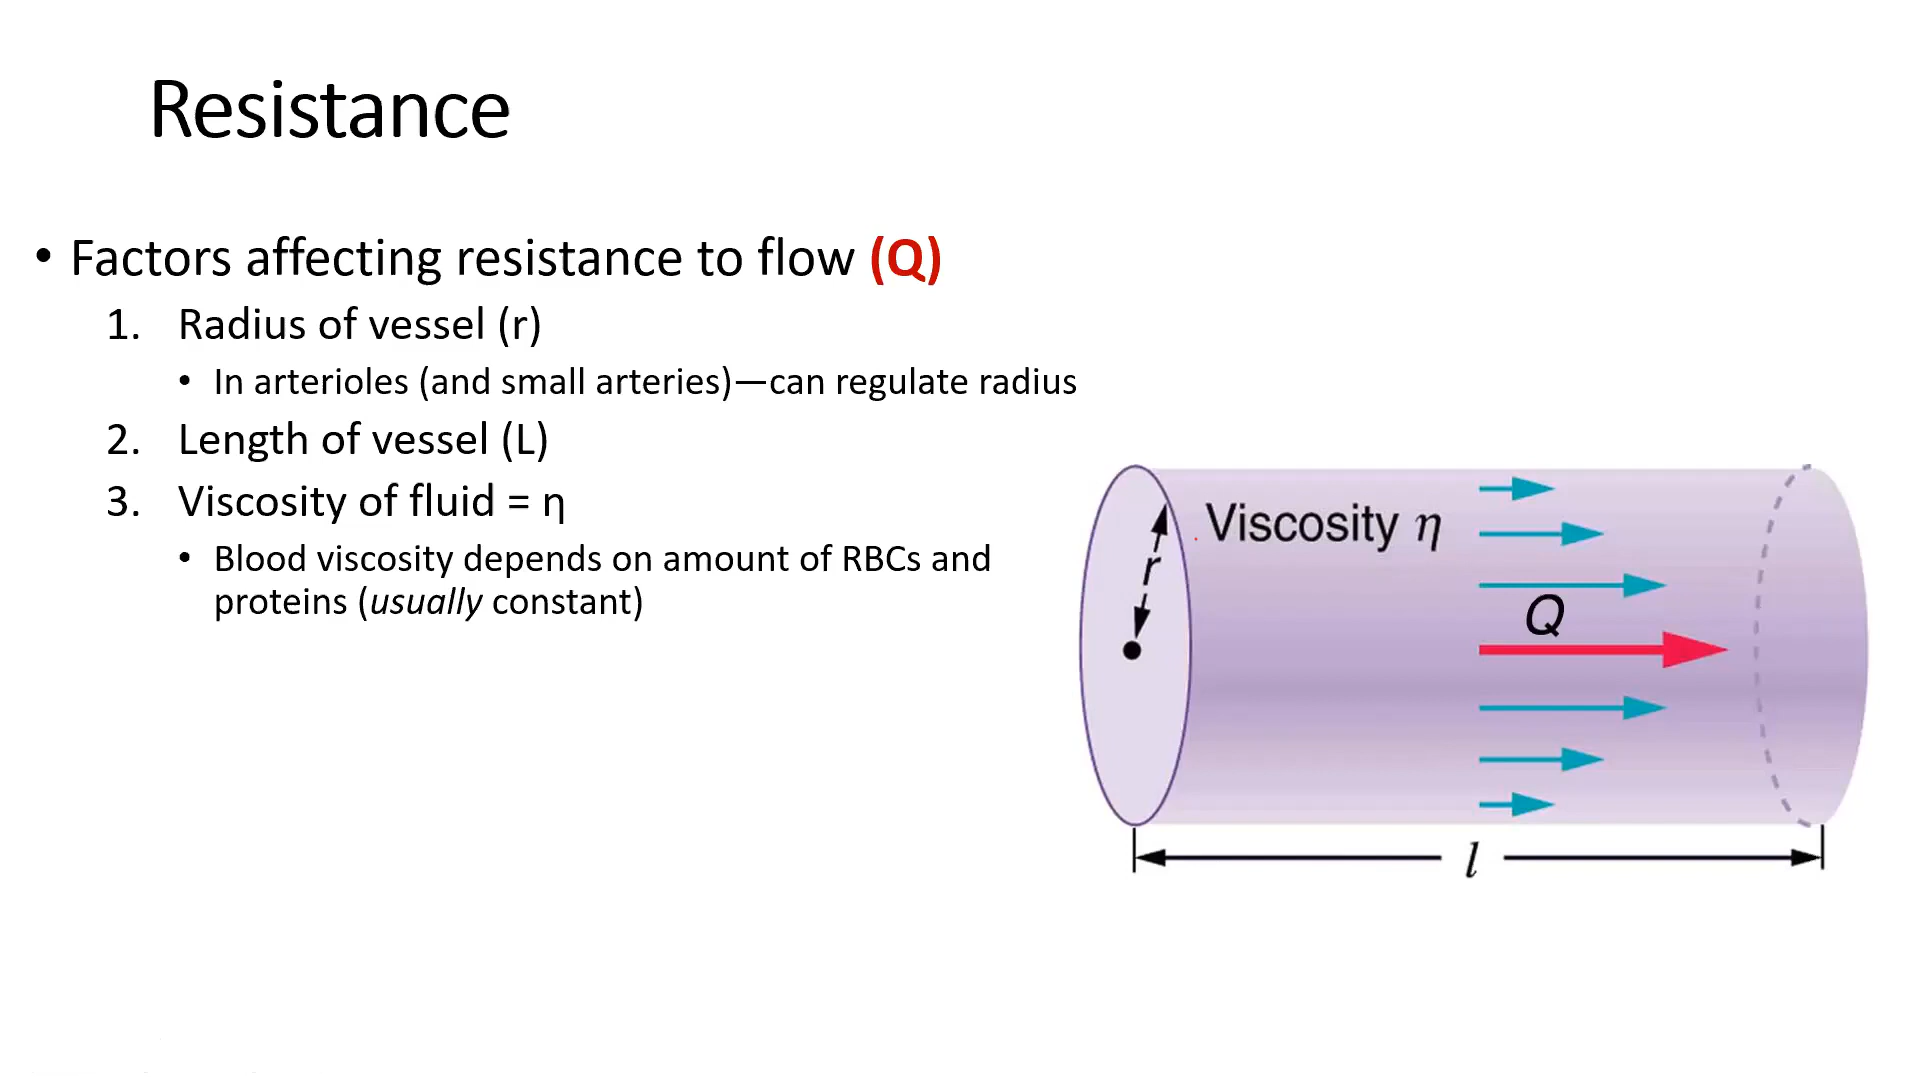 Resistance
• Factors affecting resistance to flow (Q)
1. Radius of vessel (r)
• In arterioles (and small arteries)—can regulate radius
2. Length of vessel (L)
3. Viscosity of fluid = η
• Blood viscosity depends on amount of RBCs and
proteins (usually constant)
Viscosity η
r
Q
l